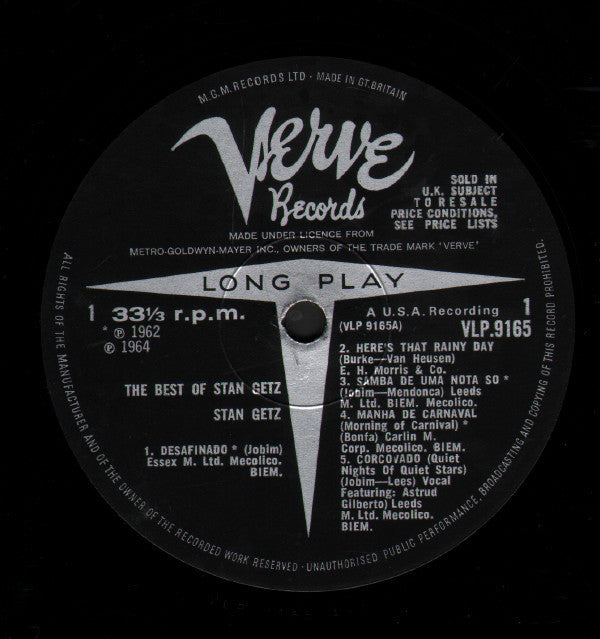 M.G.M. RECORDS LTD · MADE IN GT. BRITAIN
Verve
Records
SOLD IN
U.K. SUBJECT
TO RESALE
PRICE CONDITIONS,
SEE PRICE LISTS
MADE UNDER LICENCE FROM
METRO-GOLDWYN-MAYER INC., OWNERS OF THE TRADE MARK 'VERVE'
LONG PLAY
1 33⅓ r.p.m.
* ℗ 1962
℗ 1964
THE BEST OF STAN GETZ
STAN GETZ
1. DESAFINADO * (Jobim)
Essex M. Ltd. Mecolico.
BIEM.
A U.S.A. Recording 1
(VLP 9165A) VLP.9165
2. HERE'S THAT RAINY DAY
(Burke—Van Heusen)
E. H. Morris & Co.
3. SAMBA DE UMA NOTA SO *
(Jobim—Mendonca) Leeds
M. Ltd. BIEM. Mecolico.
4. MANHA DE CARNAVAL
(Morning of Carnival) *
(Bonfa) Carlin M.
Corp. Mecolico. BIEM.
5. CORCOVADO (Quiet
Nights Of Quiet Stars)
(Jobim—Lees) Vocal
Featuring: Astrud
Gilberto) Leeds
M. Ltd. Mecolico.
BIEM.
ALL RIGHTS OF THE MANUFACTURER AND OF THE OWNER OF THE RECORDED WORK RESERVED · UNAUTHORISED PUBLIC PERFORMANCE, BROADCASTING AND COPYING OF THIS RECORD PROHIBITED.